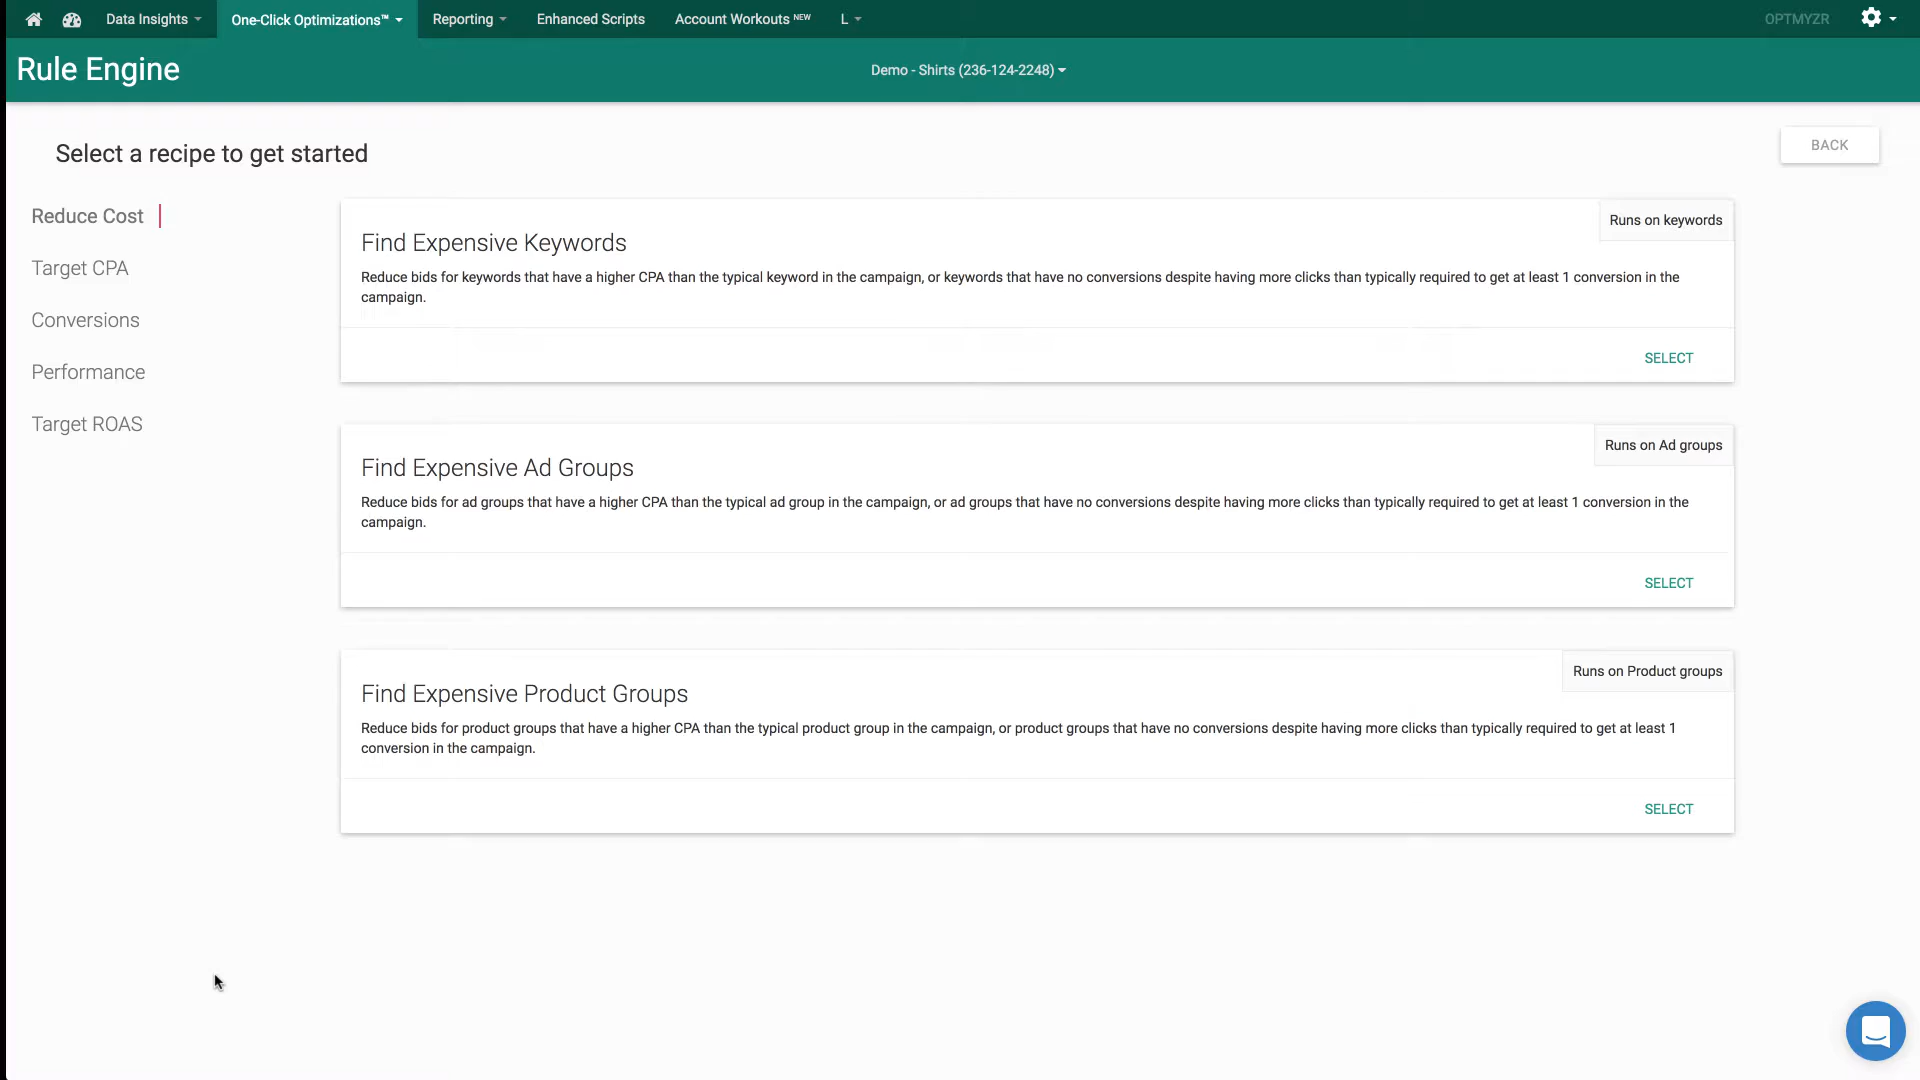 Data Insights
One-Click Optimizations™
Reporting
Enhanced Scripts
Account Workouts NEW
L
OPTMYZR
Rule Engine
Demo - Shirts (236-124-2248)
Select a recipe to get started
BACK
Reduce Cost
Target CPA
Conversions
Performance
Target ROAS
Runs on keywords
Find Expensive Keywords
Reduce bids for keywords that have a higher CPA than the typical keyword in the campaign, or keywords that have no conversions despite having more clicks than typically required to get at least 1 conversion in the
campaign.
SELECT
Runs on Ad groups
Find Expensive Ad Groups
Reduce bids for ad groups that have a higher CPA than the typical ad group in the campaign, or ad groups that have no conversions despite having more clicks than typically required to get at least 1 conversion in the
campaign.
SELECT
Runs on Product groups
Find Expensive Product Groups
Reduce bids for product groups that have a higher CPA than the typical product group in the campaign, or product groups that have no conversions despite having more clicks than typically required to get at least 1
conversion in the campaign.
SELECT